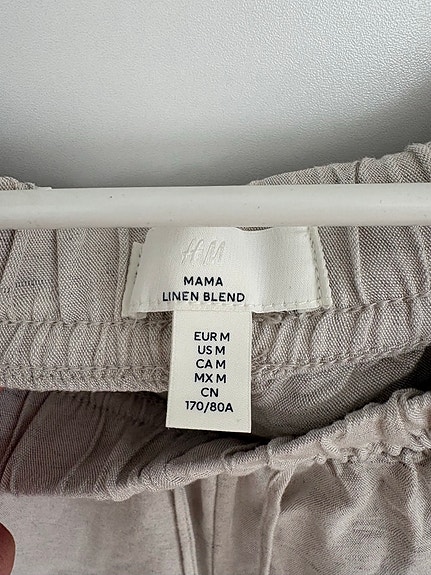 H&M
MAMA
LINEN BLEND
EUR M
US M
CA M
MX M
CN
170/80A